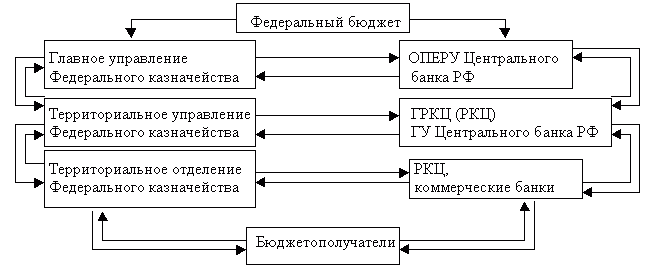 Федеральный бюджет
Главное управление
Федерального казначейства
ОПЕРУ Центрального
банка РФ
Территориальное управление
Федерального казначейства
ГРКЦ (РКЦ)
ГУ Центрального банка РФ
Территориальное отделение
Федерального казначейства
РКЦ,
коммерческие банки
Бюджетополучатели